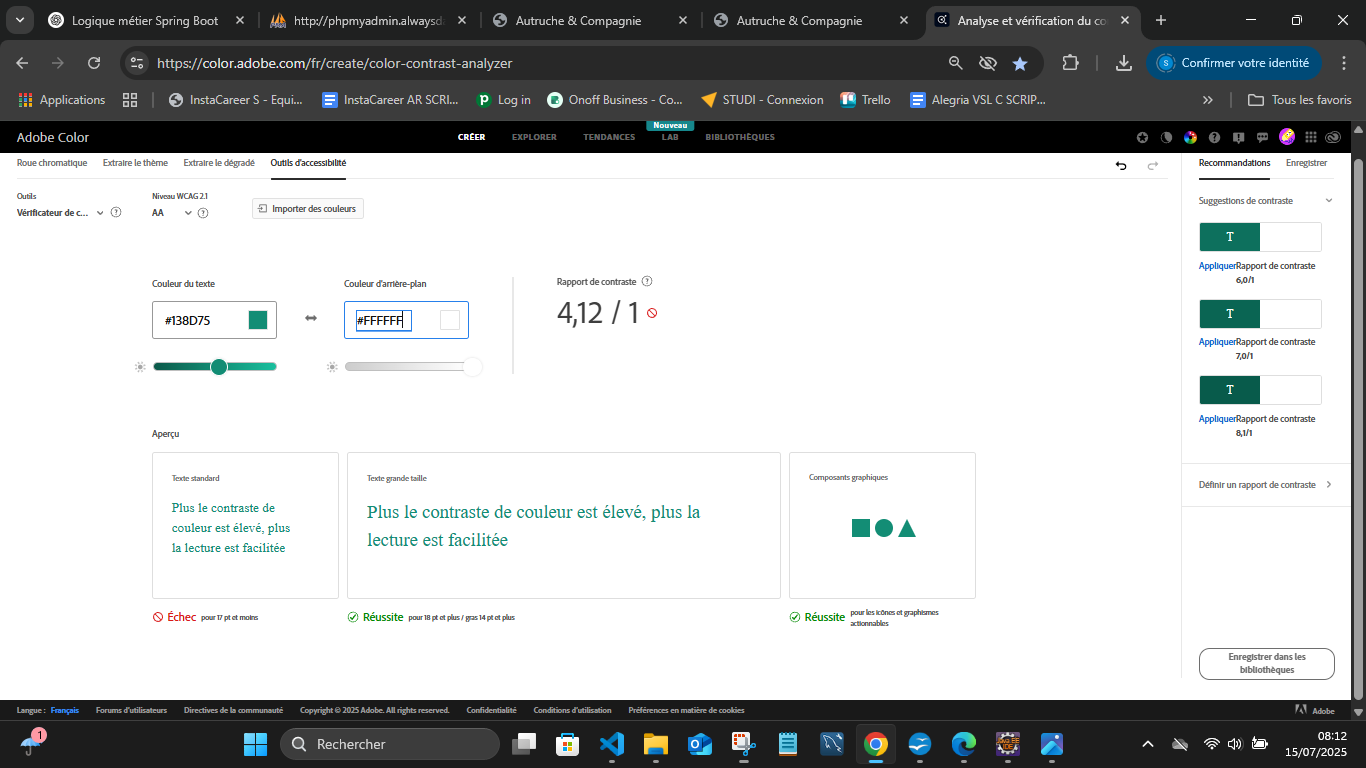 Logique métier Spring Boot
http://phpmyadmin.alwaysda
Autruche & Compagnie
Autruche & Compagnie
Analyse et vérification du co
https://color.adobe.com/fr/create/color-contrast-analyzer
S
Confirmer votre identité
Applications
InstaCareer S - Equi...
InstaCareer AR SCRI...
Log in
Onoff Business - Co...
STUDI - Connexion
Trello
Alegria VSL C SCRIP...
Tous les favoris
Adobe Color
CRÉER
EXPLORER
TENDANCES
Nouveau
LAB
BIBLIOTHÈQUES
Roue chromatique
Extraire le thème
Extraire le dégradé
Outils d'accessibilité
Recommandations
Enregistrer
Outils
Vérificateur de c...
Niveau WCAG 2.1
AA
Importer des couleurs
Suggestions de contraste
T
Appliquer Rapport de contraste
6,0/1
T
Appliquer Rapport de contraste
7,0/1
T
Appliquer Rapport de contraste
8,1/1
Définir un rapport de contraste
Couleur du texte
#138D75
Couleur d'arrière-plan
#FFFFFF
Rapport de contraste
4,12 / 1
Aperçu
Texte standard
Plus le contraste de
couleur est élevé, plus
la lecture est facilitée
Texte grande taille
Plus le contraste de couleur est élevé, plus la
lecture est facilitée
Composants graphiques
Échec pour 17 pt et moins
Réussite pour 18 pt et plus / gras 14 pt et plus
Réussite pour les icônes et graphismes
actionnables
Enregistrer dans les
bibliothèques
Langue : Français
Forums d'utilisateurs
Directives de la communauté
Copyright © 2025 Adobe. All rights reserved.
Confidentialité
Conditions d'utilisation
Préférences en matière de cookies
Adobe
1
Rechercher
08:12
15/07/2025